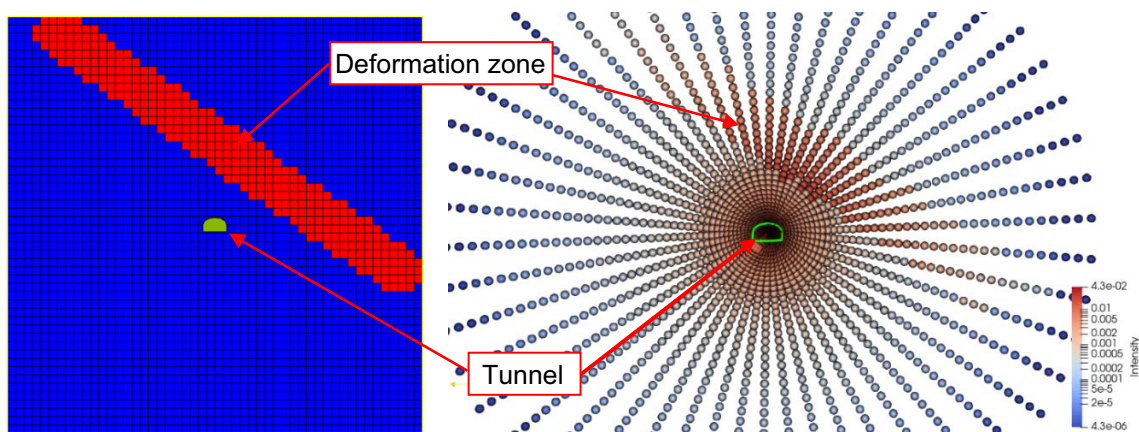 Deformation zone
Tunnel
4.3e-02
0.01
0.005
0.002
0.001
0.0005
0.0002
0.0001
5e-5
2e-5
4.3e-06
Intensity